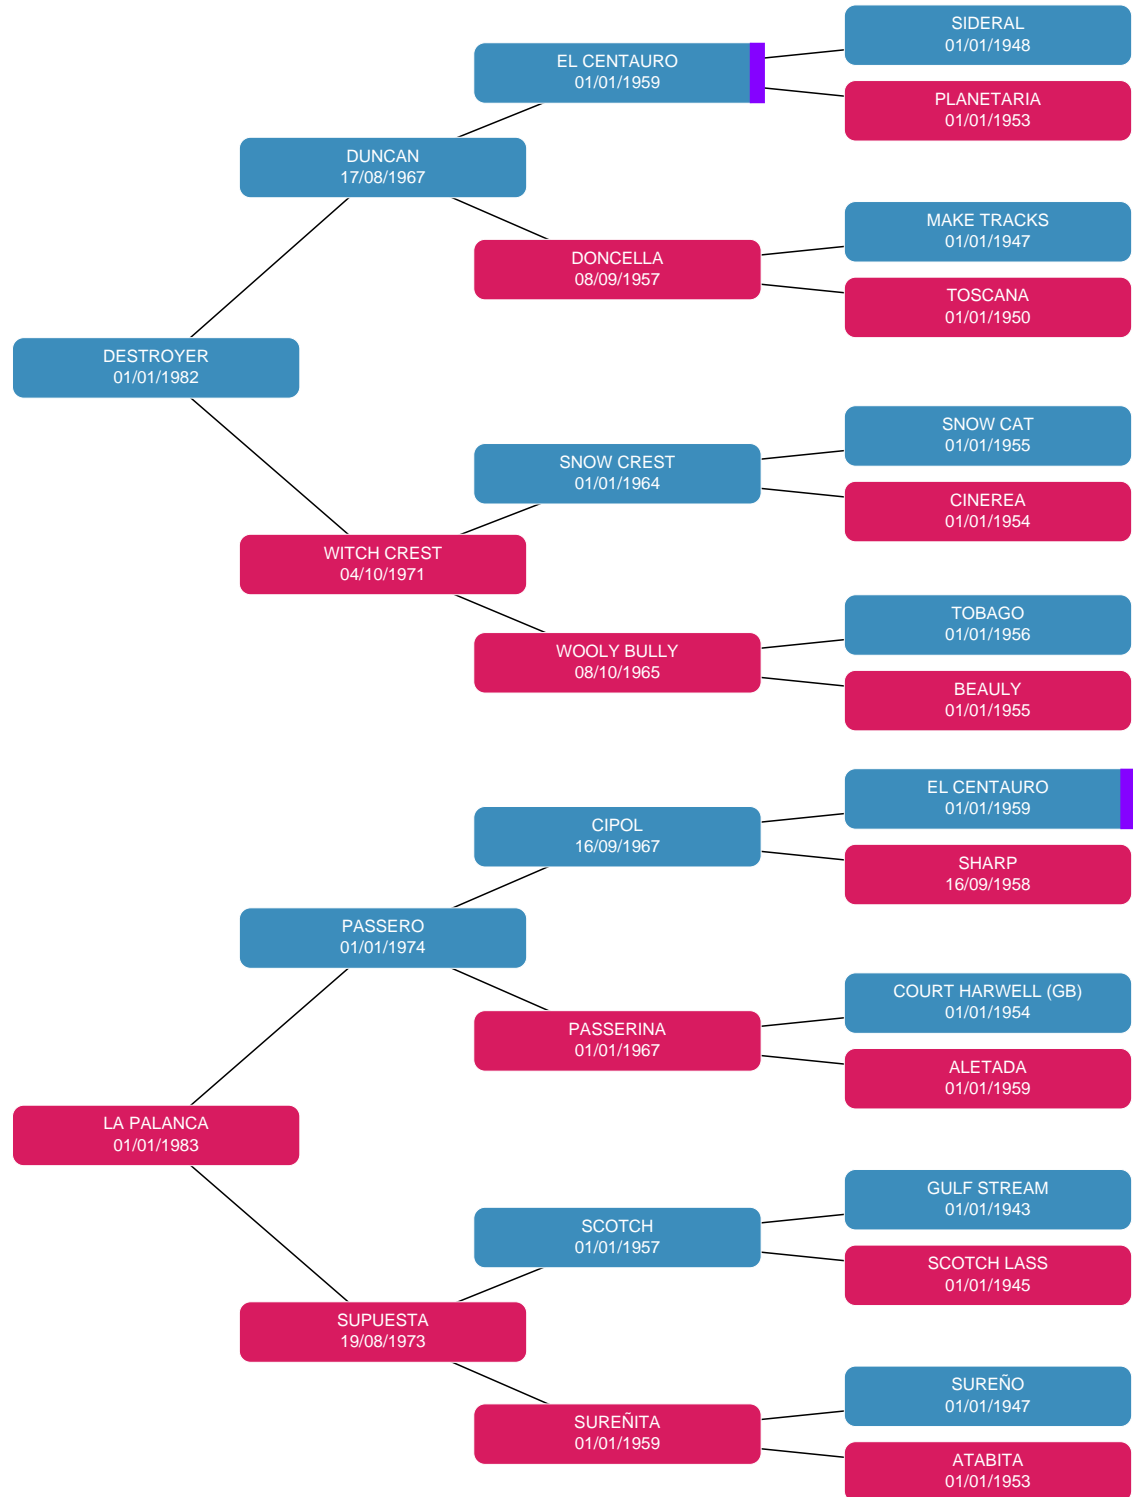 SIDERAL
01/01/1948
EL CENTAURO
01/01/1959
PLANETARIA
01/01/1953
DUNCAN
17/08/1967
MAKE TRACKS
01/01/1947
DONCELLA
08/09/1957
TOSCANA
01/01/1950
DESTROYER
01/01/1982
SNOW CAT
01/01/1955
SNOW CREST
01/01/1964
CINEREA
01/01/1954
WITCH CREST
04/10/1971
TOBAGO
01/01/1956
WOOLY BULLY
08/10/1965
BEAULY
01/01/1955
EL CENTAURO
01/01/1959
CIPOL
16/09/1967
SHARP
16/09/1958
PASSERO
01/01/1974
COURT HARWELL (GB)
01/01/1954
PASSERINA
01/01/1967
ALETADA
01/01/1959
LA PALANCA
01/01/1983
GULF STREAM
01/01/1943
SCOTCH
01/01/1957
SCOTCH LASS
01/01/1945
SUPUESTA
19/08/1973
SUREÑO
01/01/1947
SUREÑITA
01/01/1959
ATABITA
01/01/1953